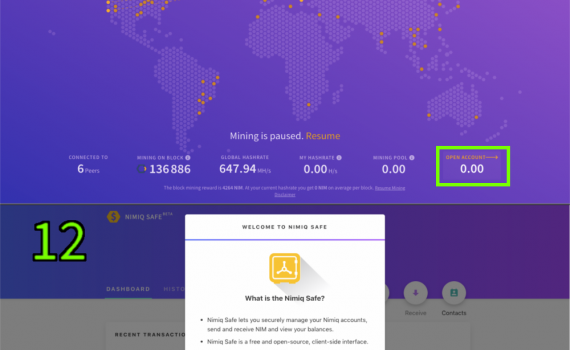 Mining is paused. Resume
CONNECTED TO
6 Peers
MINING ON BLOCK
136886
GLOBAL HASHRATE
647.94 MH/s
MY HASHRATE
0.00 H/s
MINING POOL
0.00
OPEN ACCOUNT
0.00
The block mining reward is 4264 NIM. At your current hashrate you get 0 NIM on average per block. Resume Mining
Disclaimer
12
NIMIQ SAFE BETA
WELCOME TO NIMIQ SAFE
DASHBOARD
HISTO
What is the Nimiq Safe?
Receive
Contacts
Nimiq Safe lets you securely manage your Nimiq accounts,
send and receive NIM and view your balances.
RECENT TRANSACTIO
Nimiq Safe is a free and open-source, client-side interface.